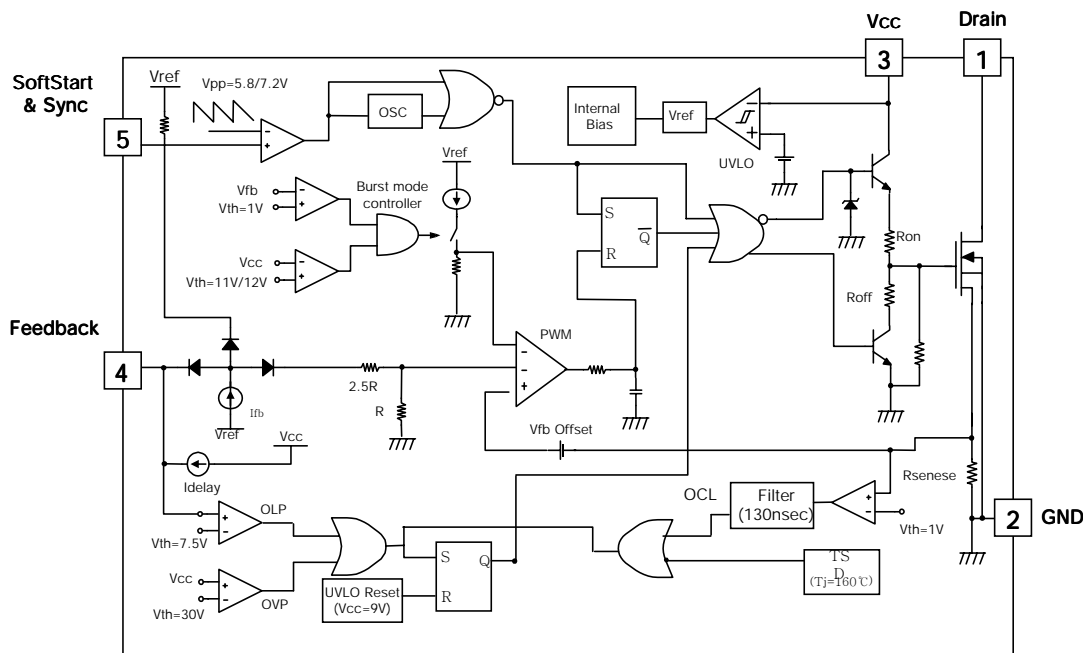 Vcc
Drain
3
1
SoftStart
& Sync
5
Vref
Vpp=5.8/7.2V
−
+
OSC
Internal
Bias
Vref
−
+
UVLO
Vfb
Vth=1V
−
+
Burst mode
controller
Vref
Vcc
Vth=11V/12V
−
+
S
R
Q
Ron
Roff
Feedback
4
Ifb
Vref
2.5R
R
PWM
−
−
+
Vfb Offset
Vcc
Idelay
Rsenese
OLP
+
−
Vth=7.5V
Vcc
Vth=30V
+
−
OVP
UVLO Reset
(Vcc=9V)
S
R
Q
OCL
Filter
(130nsec)
+
−
Vth=1V
TS
D
(Tj=160℃)
2
GND